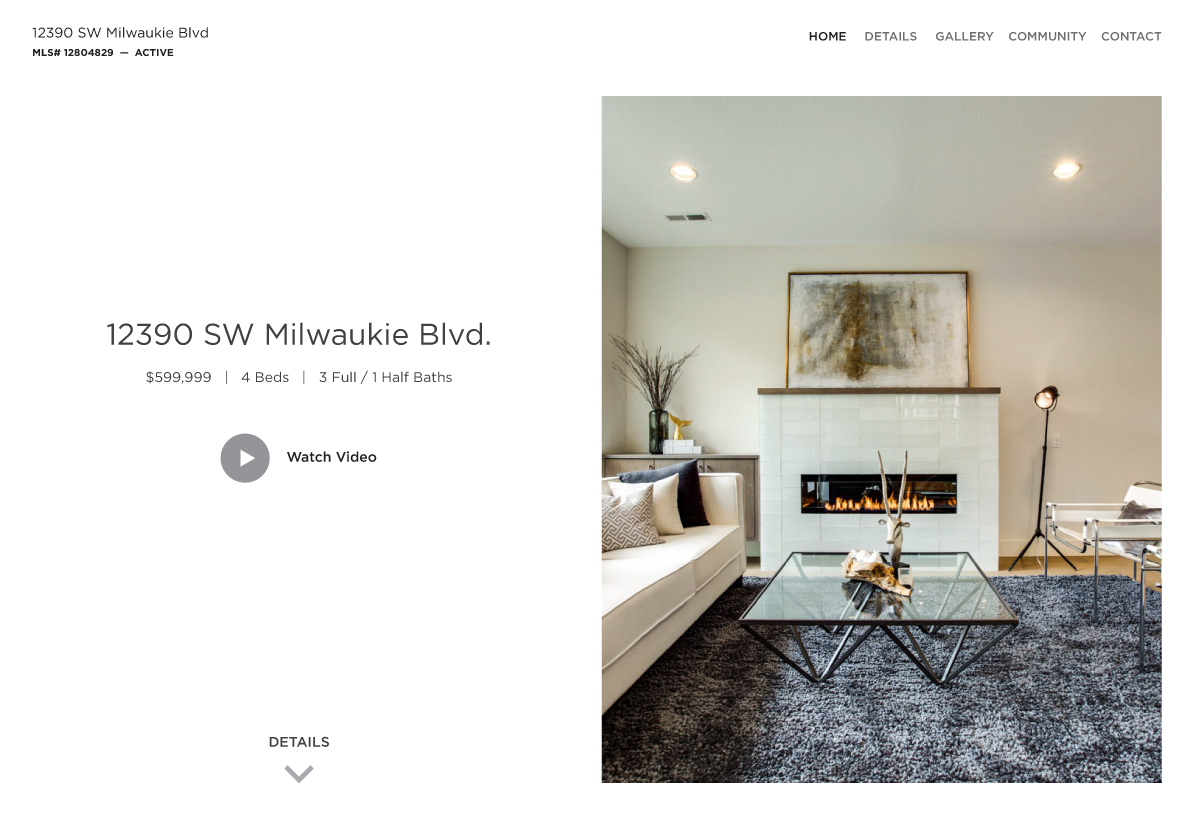 12390 SW Milwaukie Blvd
MLS# 12804829 — ACTIVE
HOME DETAILS GALLERY COMMUNITY CONTACT
12390 SW Milwaukie Blvd.
$599,999 | 4 Beds | 3 Full / 1 Half Baths
Watch Video
DETAILS